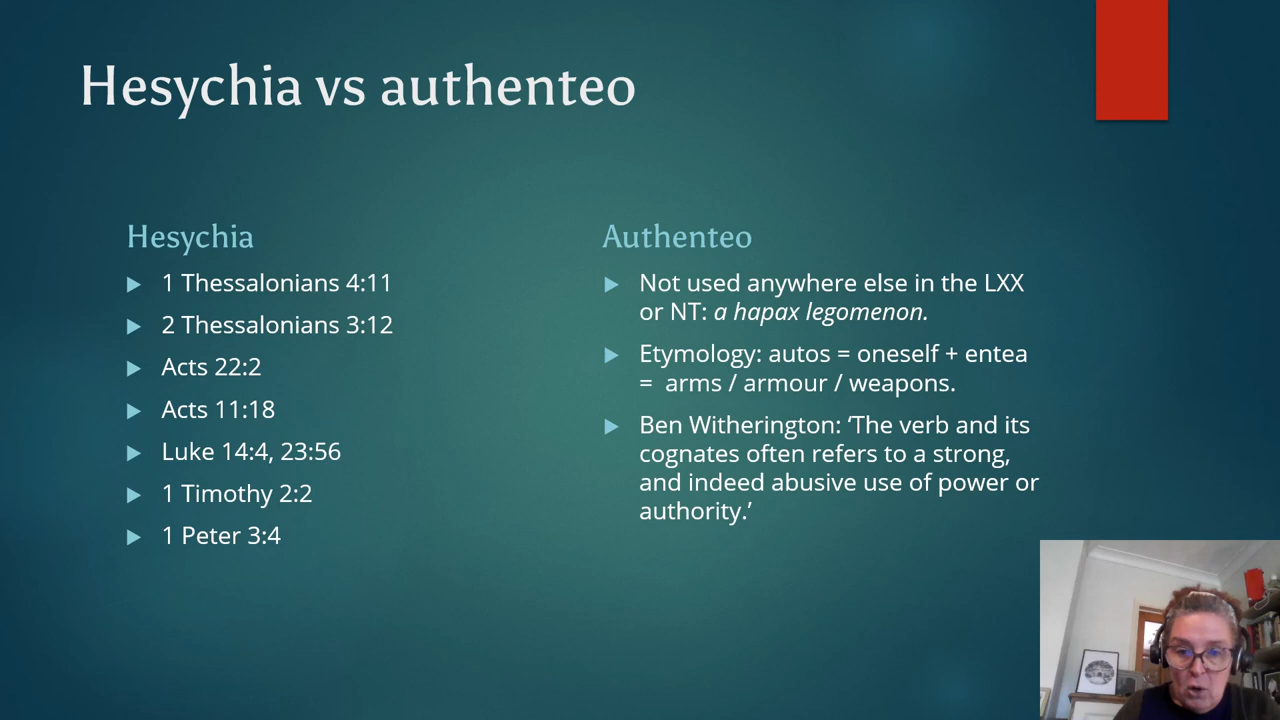 Hesychia vs authenteo
Hesychia
1 Thessalonians 4:11
2 Thessalonians 3:12
Acts 22:2
Acts 11:18
Luke 14:4, 23:56
1 Timothy 2:2
1 Peter 3:4
Authenteo
Not used anywhere else in the LXX
or NT: a hapax legomenon.
Etymology: autos = oneself + entea
= arms / armour / weapons.
Ben Witherington: ‘The verb and its
cognates often refers to a strong,
and indeed abusive use of power or
authority.’